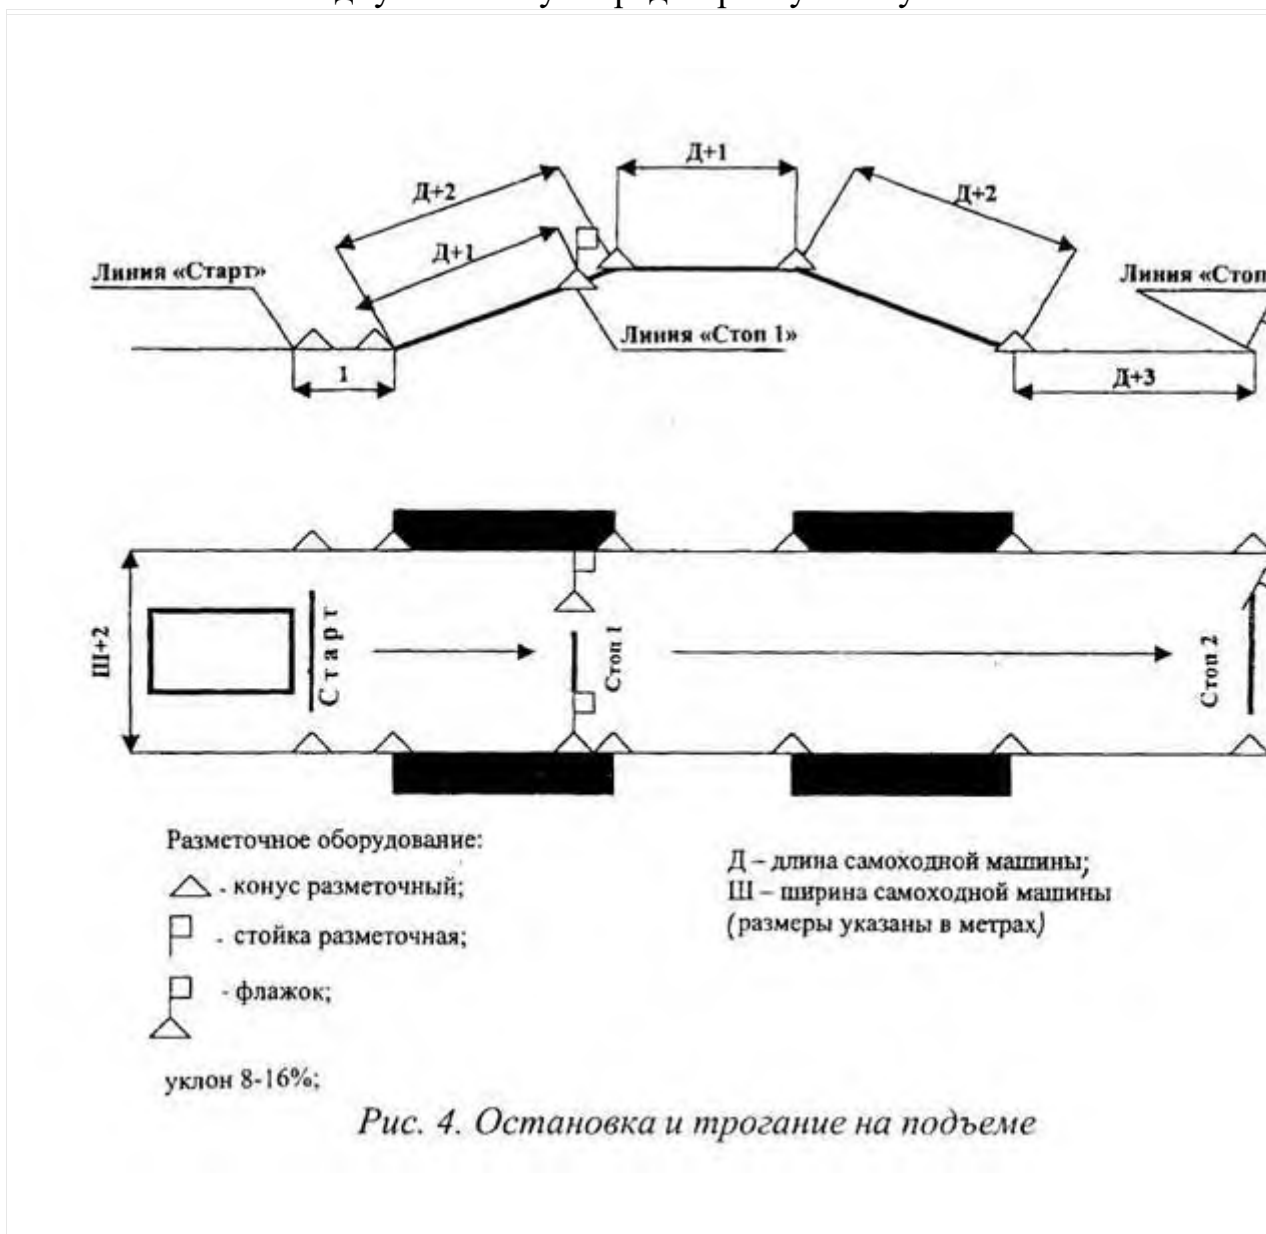 Д+1
Д+2
Д+2
Д+1
Линия «Старт»
Линия «Стоп
Линия «Стоп 1»
1
Д+3
Ш+2
Старт
Стоп 1
Стоп 2
Разметочное оборудование:
- конус разметочный;
- стойка разметочная;
- флажок;
уклон 8-16%;
Д – длина самоходной машины;
Ш – ширина самоходной машины
(размеры указаны в метрах)
Рис. 4. Остановка и трогание на подъеме